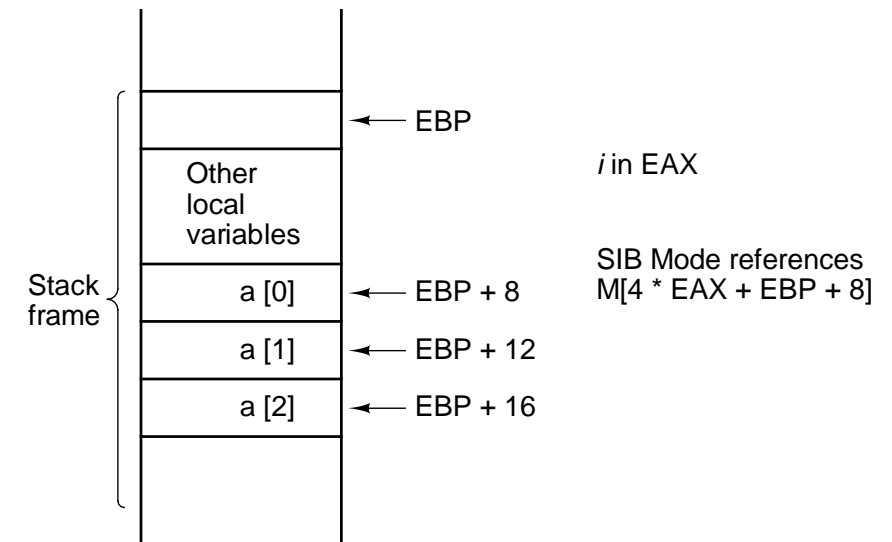 EBP
i in EAX
Other
local
variables
SIB Mode references
M[4 * EAX + EBP + 8]
Stack
frame
a [0]
EBP + 8
a [1]
EBP + 12
a [2]
EBP + 16